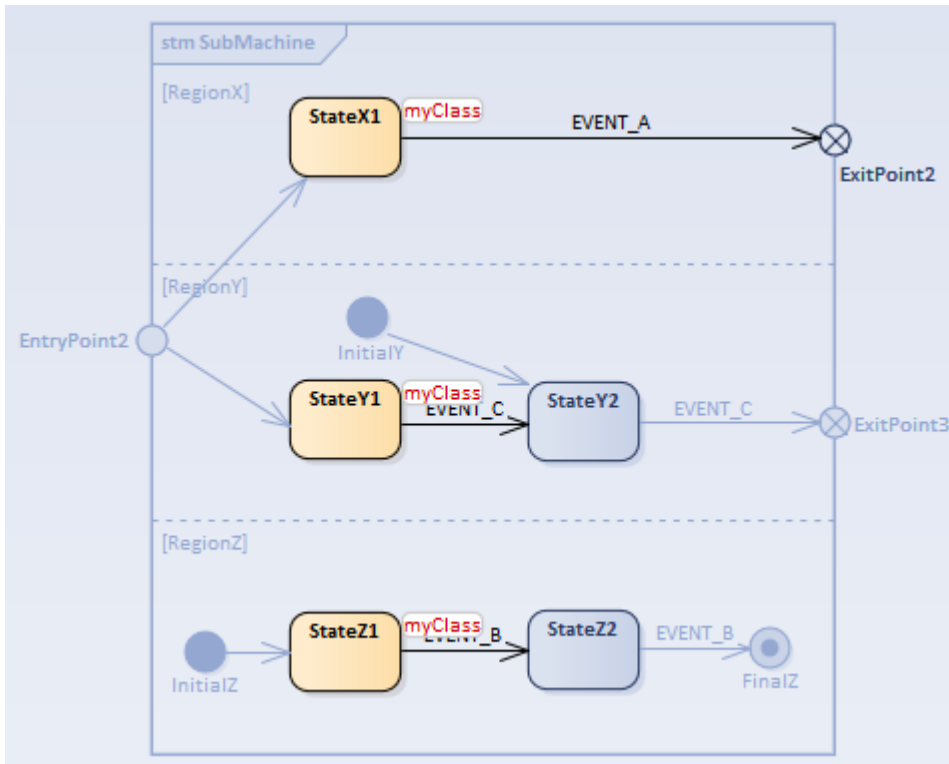 stm SubMachine
[RegionX]
StateX1
myClass
EVENT_A
ExitPoint2
[RegionY]
EntryPoint2
InitialY
StateY1
myClass
EVENT_C
StateY2
EVENT_C
ExitPoint3
[RegionZ]
StateZ1
myClass
EVENT_B
StateZ2
EVENT_B
InitialZ
FinalZ